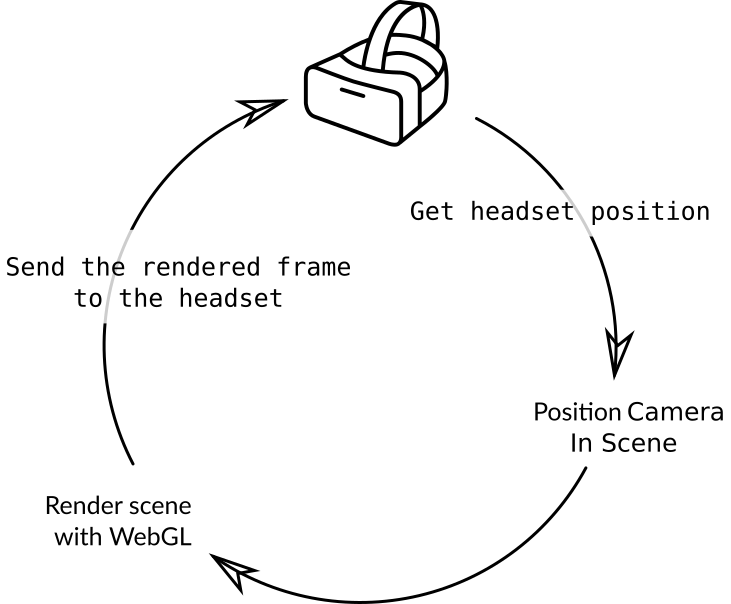 Get headset position
Send the rendered frame
to the headset
Position Camera
In Scene
Render scene
with WebGL